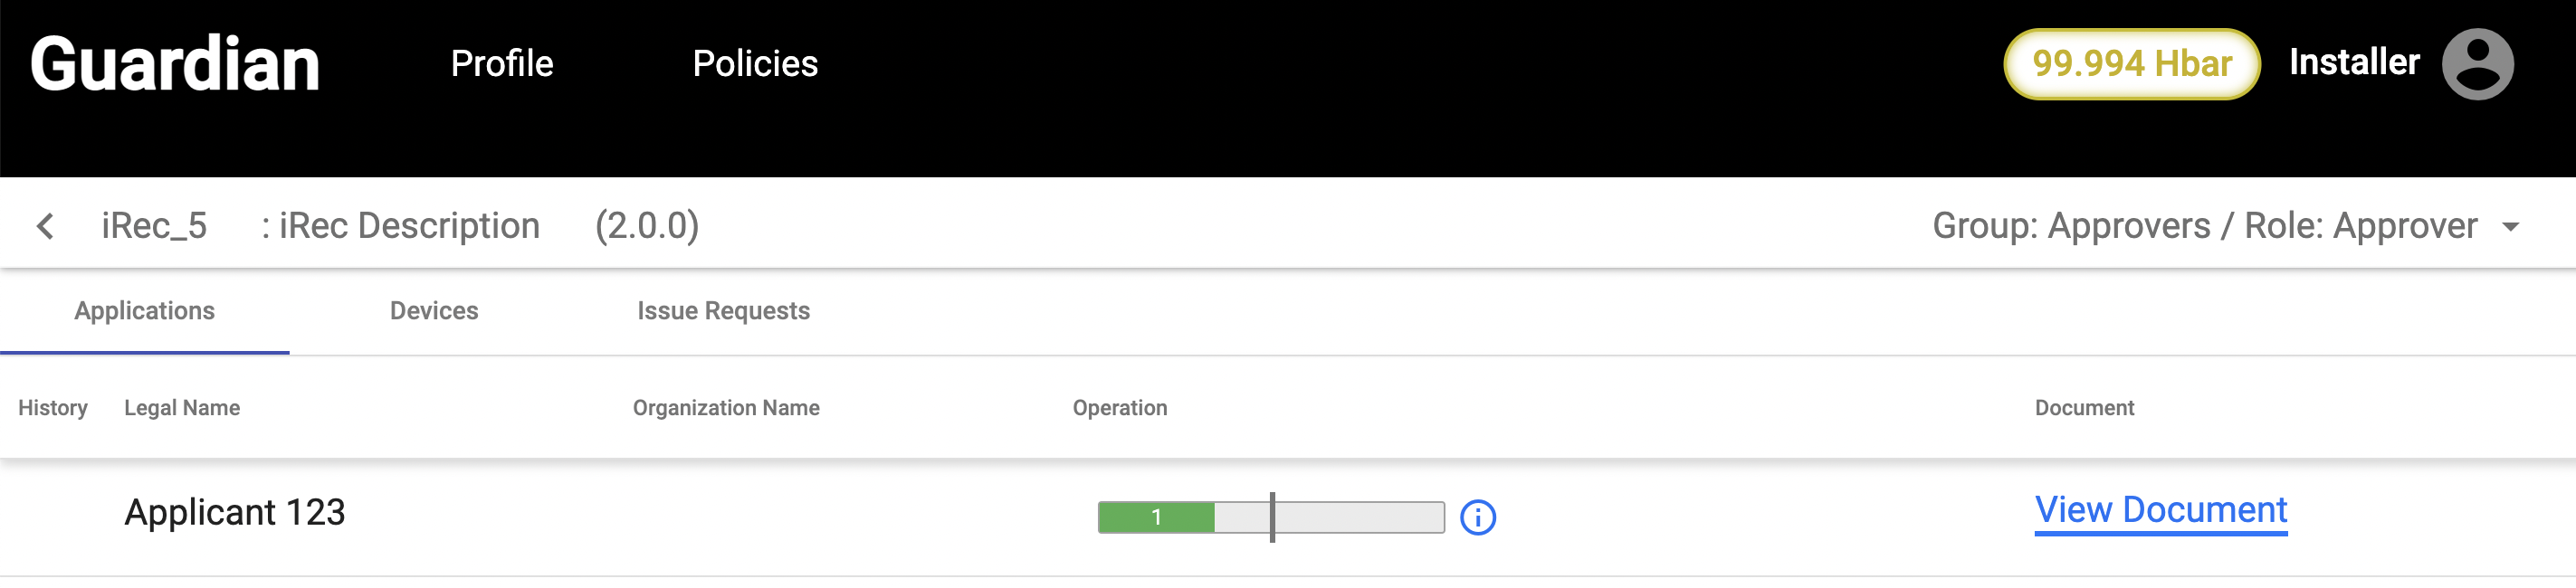 Guardian Profile Policies 99.994 Hbar Installer
iRec_5 : iRec Description (2.0.0) Group: Approvers / Role: Approver
Applications Devices Issue Requests
History Legal Name Organization Name Operation Document
Applicant 123 1 View Document